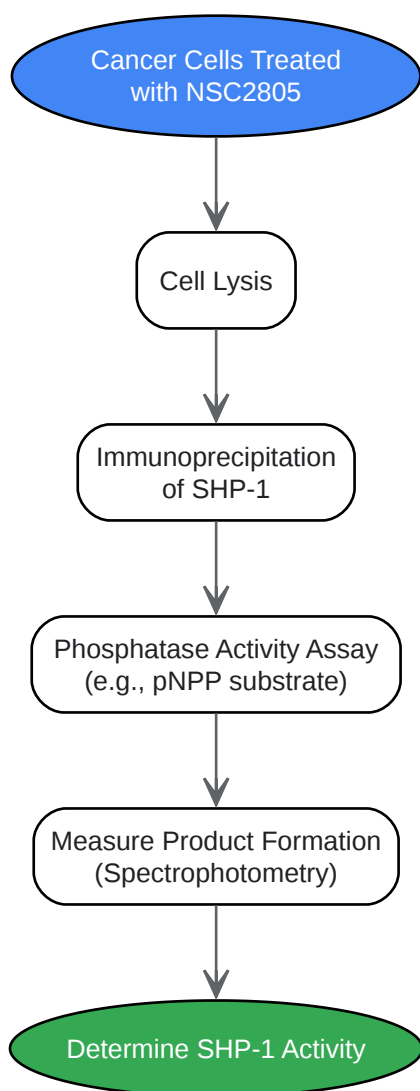 Cancer Cells Treated
with NSC2805
Cell Lysis
Immunoprecipitation
of SHP-1
Phosphatase Activity Assay
(e.g., pNPP substrate)
Measure Product Formation
(Spectrophotometry)
Determine SHP-1 Activity